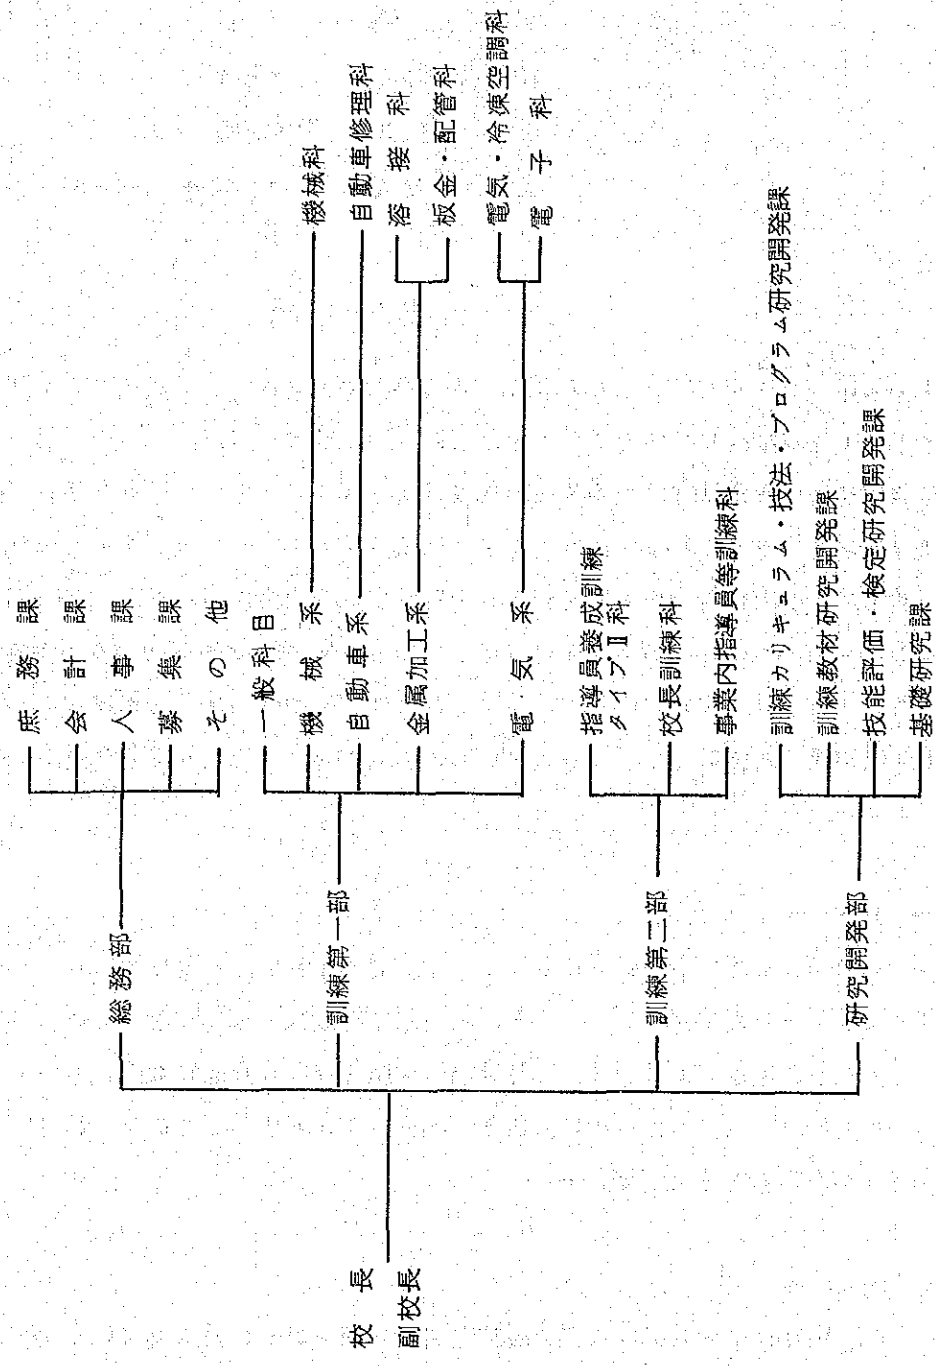 校長
副校長
総務部
庶務課
会計課
人事課
募集課
その他
訓練第一部
一般科目
機械系
機械科
自動車系
自動車修理科
金属加工系
溶接科
板金・配管科
電気系
電気・冷凍空調科
電子科
訓練第二部
指導員養成訓練
タイプⅡ科
校長訓練科
事業内指導員等訓練科
研究開発部
訓練カリキュラム・技法・プログラム研究開発課
訓練教材研究開発課
技能評価・検定研究開発課
基礎研究課